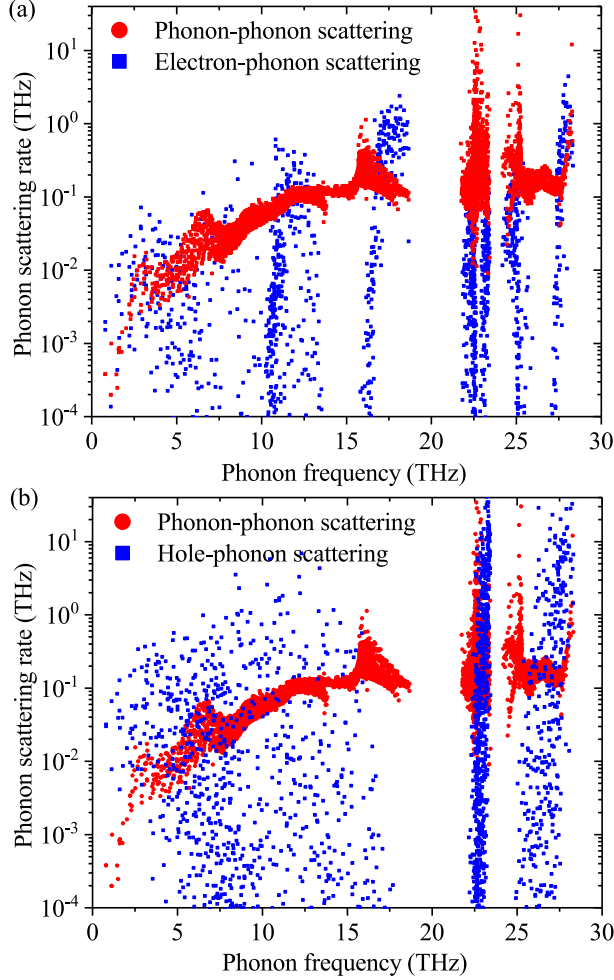 (a)
Phonon-phonon scattering
Electron-phonon scattering
Phonon scattering rate (THz)
10^1
10^0
10^-1
10^-2
10^-3
10^-4
0 5 10 15 20 25 30
Phonon frequency (THz)
(b)
Phonon-phonon scattering
Hole-phonon scattering
Phonon scattering rate (THz)
10^1
10^0
10^-1
10^-2
10^-3
10^-4
0 5 10 15 20 25 30
Phonon frequency (THz)